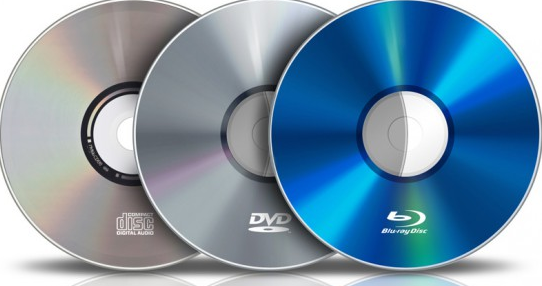 COMPACT
disc
DIGITAL AUDIO
DVD
Blu-ray Disc